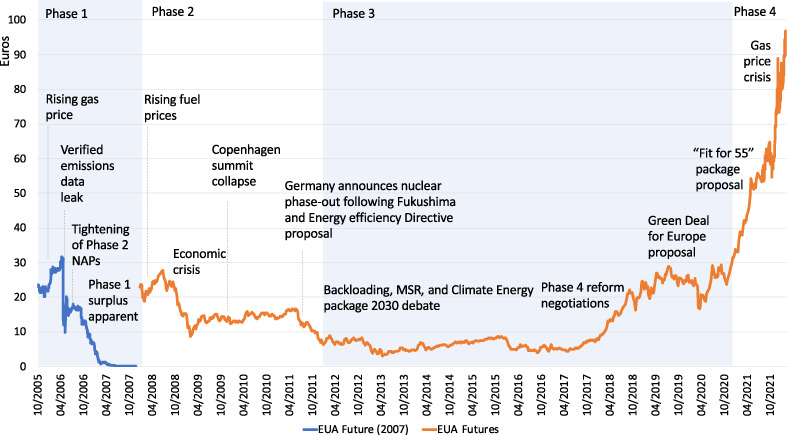 Phase 1
Phase 2
Phase 3
Phase 4
Euros
100
90
80
70
60
50
40
30
20
10
0
Rising gas
price
Verified
emissions
data
leak
Tightening
of Phase 2
NAPs
Phase 1
surplus
apparent
Rising fuel
prices
Economic
crisis
Copenhagen
summit
collapse
Germany announces nuclear
phase-out following Fukushima
and Energy efficiency Directive
proposal
Backloading, MSR, and Climate Energy
package 2030 debate
Phase 4 reform
negotiations
Green Deal
for Europe
proposal
“Fit for 55”
package
proposal
Gas
price
crisis
10/2005
04/2006
10/2006
04/2007
10/2007
04/2008
10/2008
04/2009
10/2009
04/2010
10/2010
04/2011
10/2011
04/2012
10/2012
04/2013
10/2013
04/2014
10/2014
04/2015
10/2015
04/2016
10/2016
04/2017
10/2017
04/2018
10/2018
04/2019
10/2019
04/2020
10/2020
04/2021
10/2021
EUA Future (2007)
EUA Futures